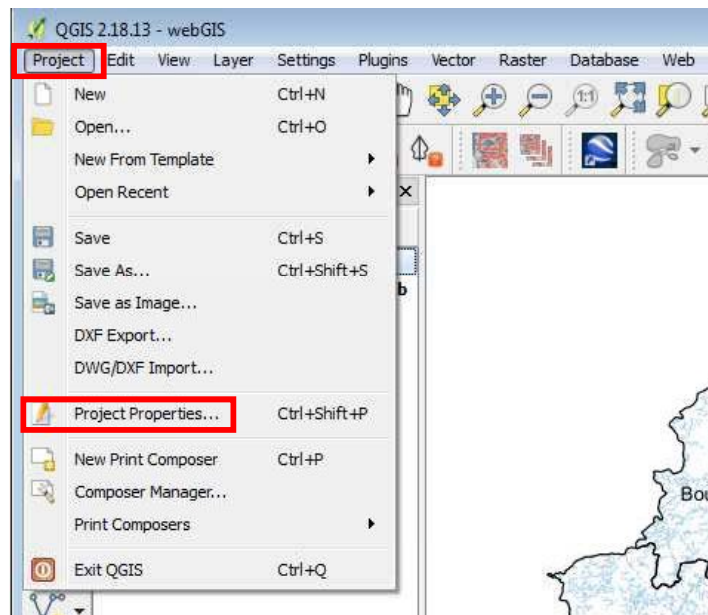 QGIS 2.18.13 - webGIS
Project Edit View Layer Settings Plugins Vector Raster Database Web
New Ctrl+N
Open... Ctrl+O
1:1
New From Template
Open Recent
Save Ctrl+S
Save As... Ctrl+Shift+S
b
Save as Image...
DXF Export...
DWG/DXF Import...
Project Properties... Ctrl+Shift+P
New Print Composer Ctrl+P
Composer Manager...
Bou
Print Composers
Exit QGIS Ctrl+Q